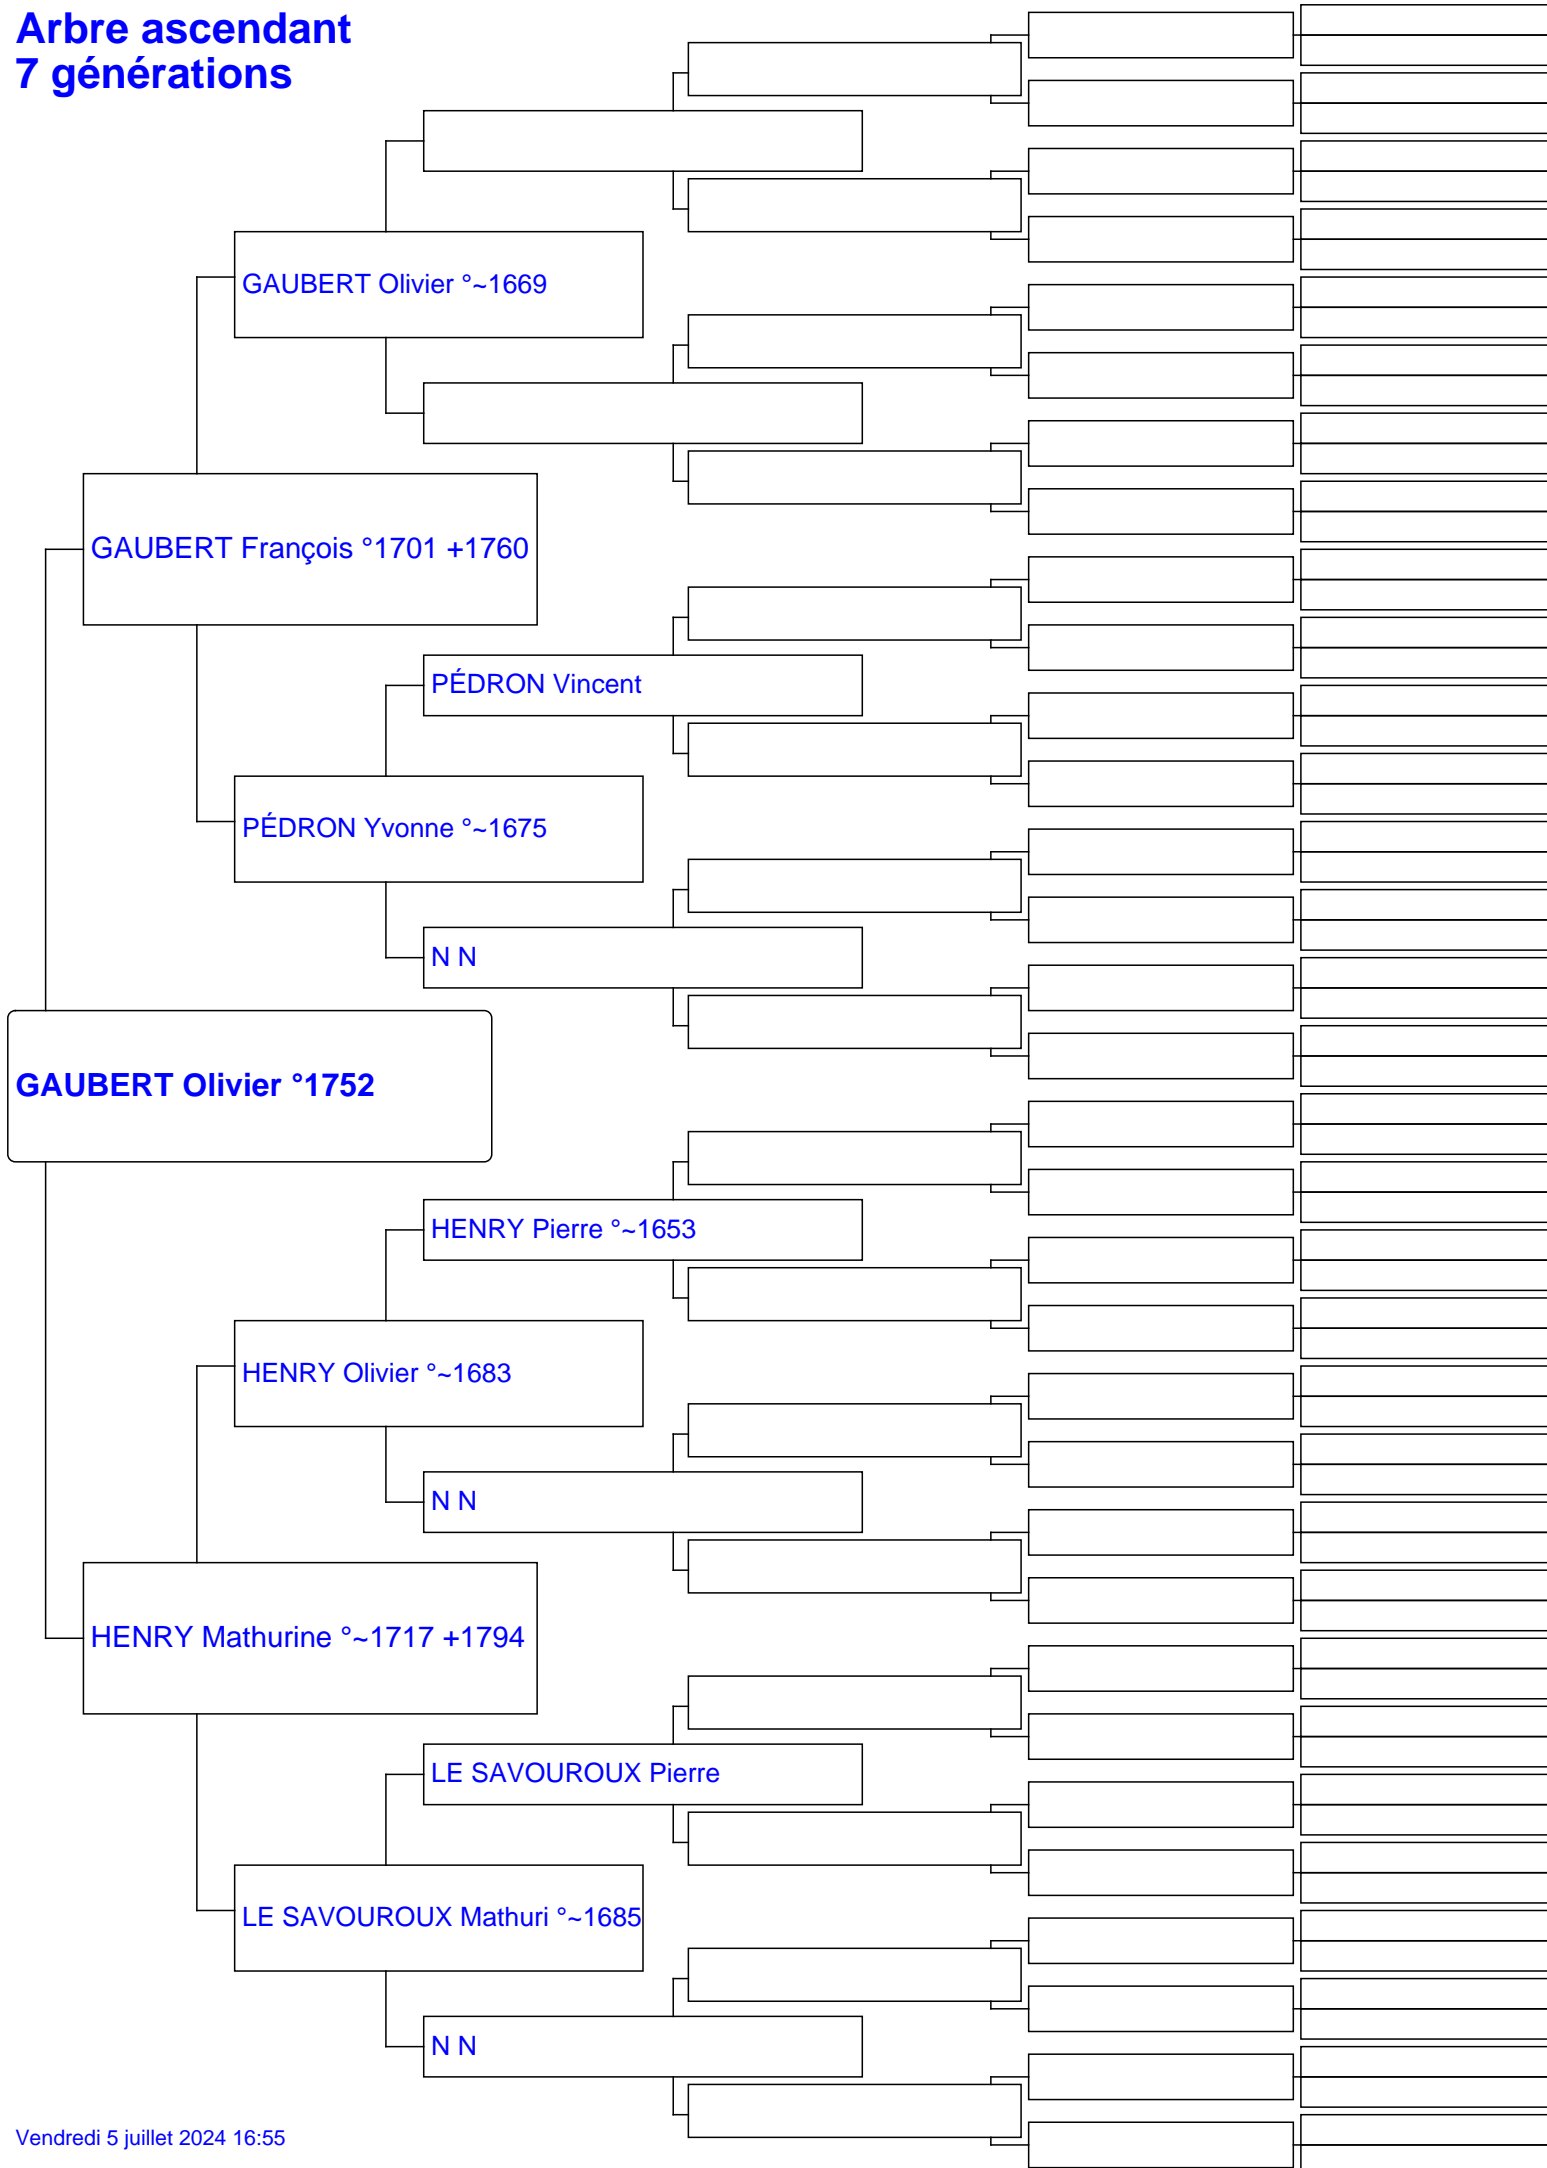 Arbre ascendant
7 générations
GAUBERT Olivier °~1669
GAUBERT François °1701 +1760
PÉDRON Vincent
PÉDRON Yvonne °~1675
N N
GAUBERT Olivier °1752
HENRY Pierre °~1653
HENRY Olivier °~1683
N N
HENRY Mathurine °~1717 +1794
LE SAVOUROUX Pierre
LE SAVOUROUX Mathuri °~1685
N N
Vendredi 5 juillet 2024 16:55